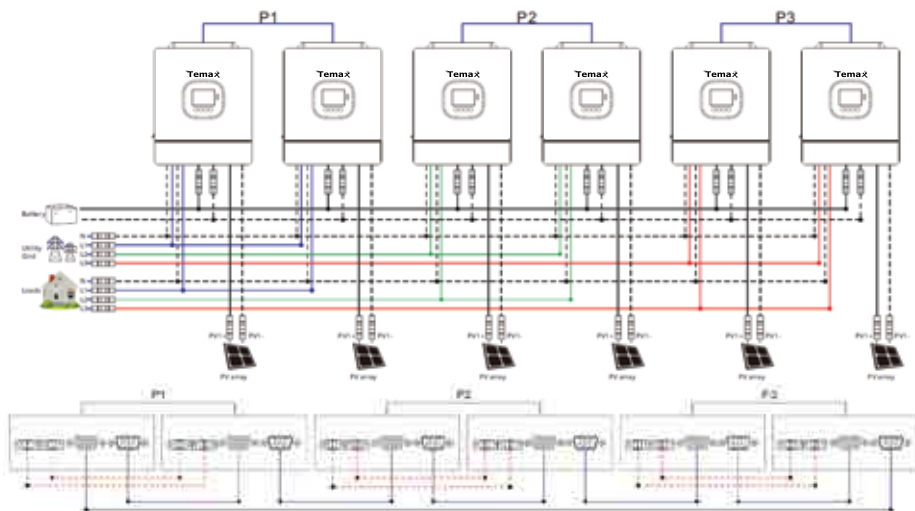 P1 P2 P3
Temax Temax Temax Temax Temax Temax
Battery
N
Utility L1
Grid L2
L3
N
Loads L1
L2
L3
PV1+ PV1- PV1+ PV1- PV1+ PV1- PV1+ PV1- PV1+ PV1- PV1+ PV1-
PV array PV array PV array PV array PV array PV array
P1 P2 P3